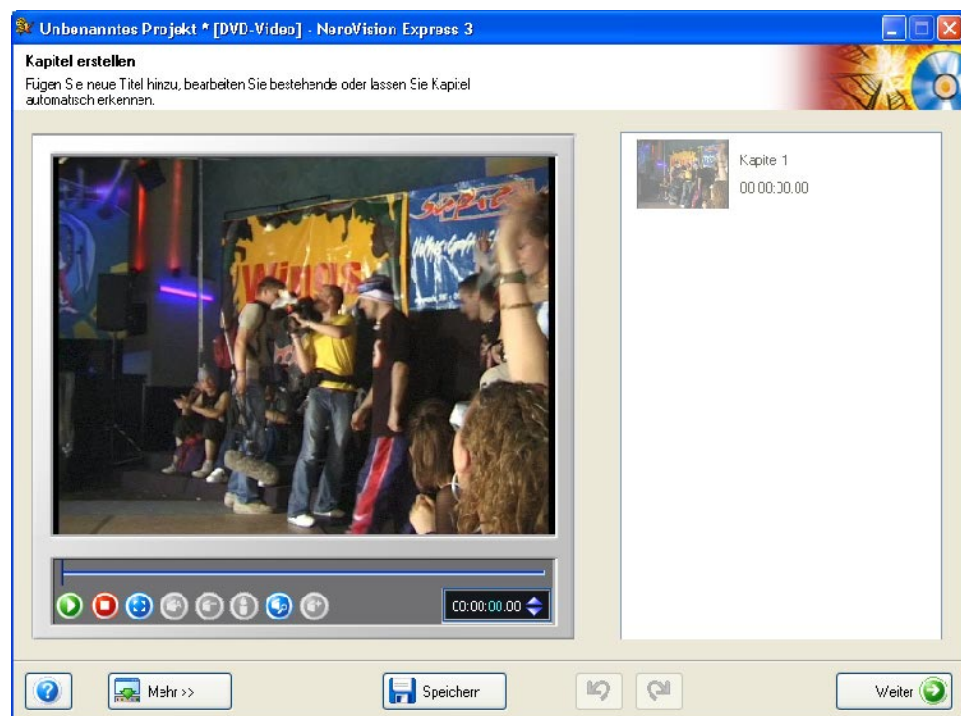 Unbenanntes Projekt * [DVD-Video] - NeroVision Express 3
Kapitel erstellen
Fügen Sie neue Titel hinzu, bearbeiten Sie bestehende oder lassen Sie Kapitel
automatisch erkennen.
Wings
Kapitel 1
00:00:00.00
00:00:00.00
Mehr >>
Speichern
Weiter